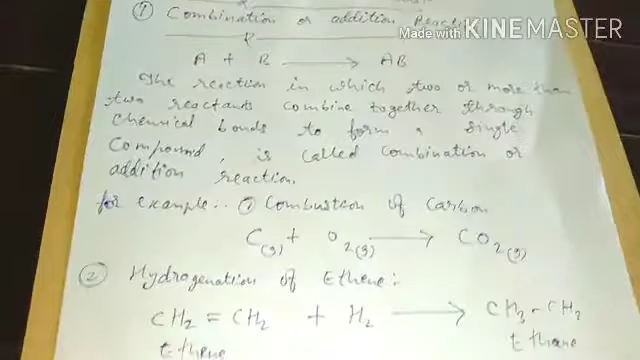 ① Combination or addition Reaction
Made with KINEMASTER
A + B ⟶ AB
The reaction in which two or more than
two reactants combine together through
chemical bonds to form a single
compound, is called combination or
addition reaction.
for example:. ① Combustion of Carbon
C(g) + O2(g) ⟶ CO2(g)
② Hydrogenation of Ethene:
CH2 = CH2 + H2 ⟶ CH3 - CH2
Ethene Ethane